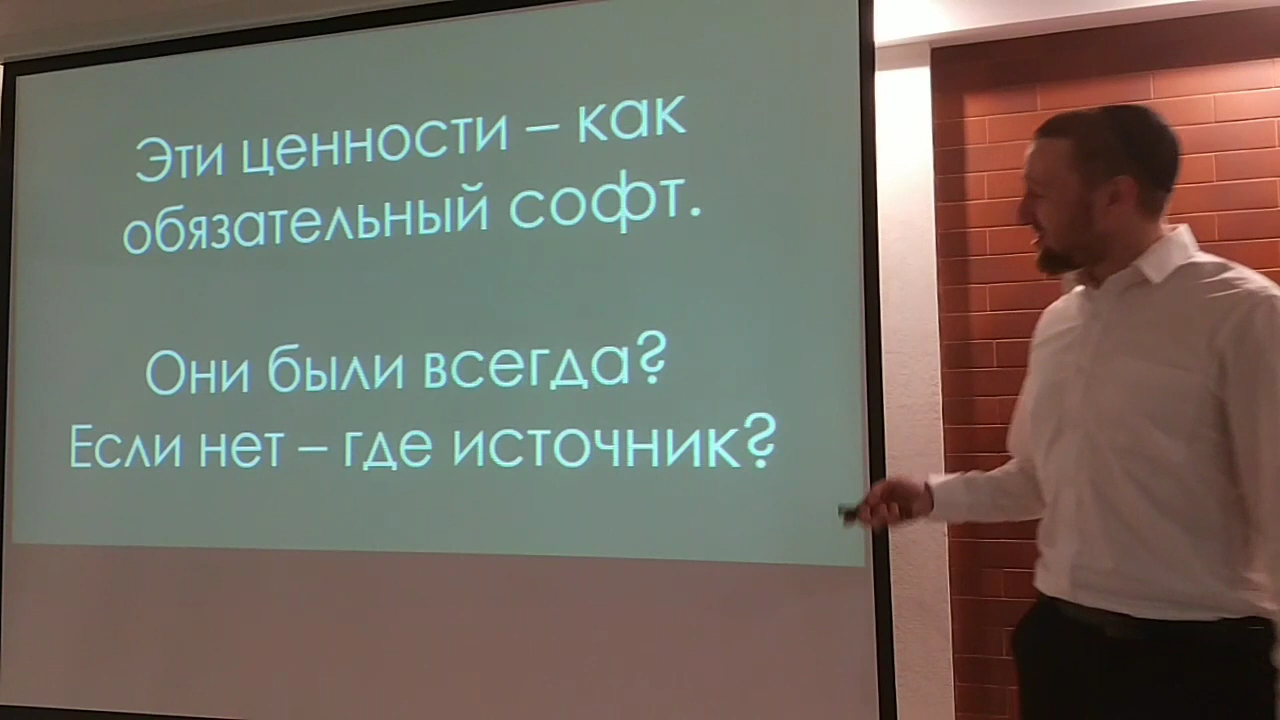 Эти ценности – как
обязательный софт.
Они были всегда?
Если нет – где источник?